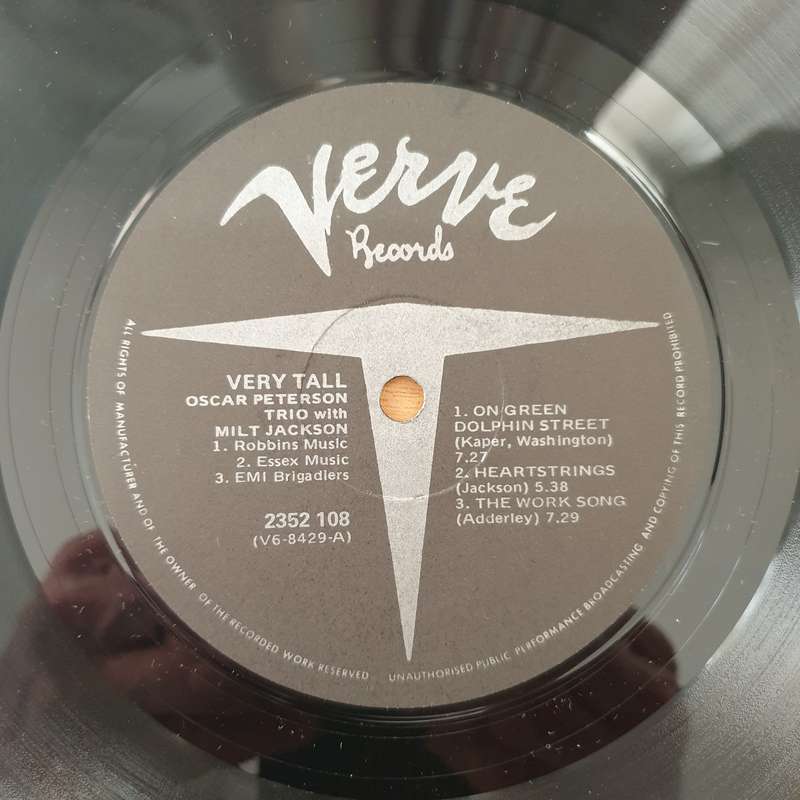 Verve
Records
VERY TALL
OSCAR PETERSON
TRIO with
MILT JACKSON
1. Robbins Music
2. Essex Music
3. EMI Brigadiers
2352 108
(V6-8429-A)
1. ON GREEN
DOLPHIN STREET
(Kaper, Washington)
7.27
2. HEARTSTRINGS
(Jackson) 5.38
3. THE WORK SONG
(Adderley) 7.29
ALL RIGHTS OF MANUFACTURER AND OF THE OWNER OF THE RECORDED WORK RESERVED
UNAUTHORISED PUBLIC PERFORMANCE BROADCASTING AND COPYING OF THIS RECORD PROHIBITED